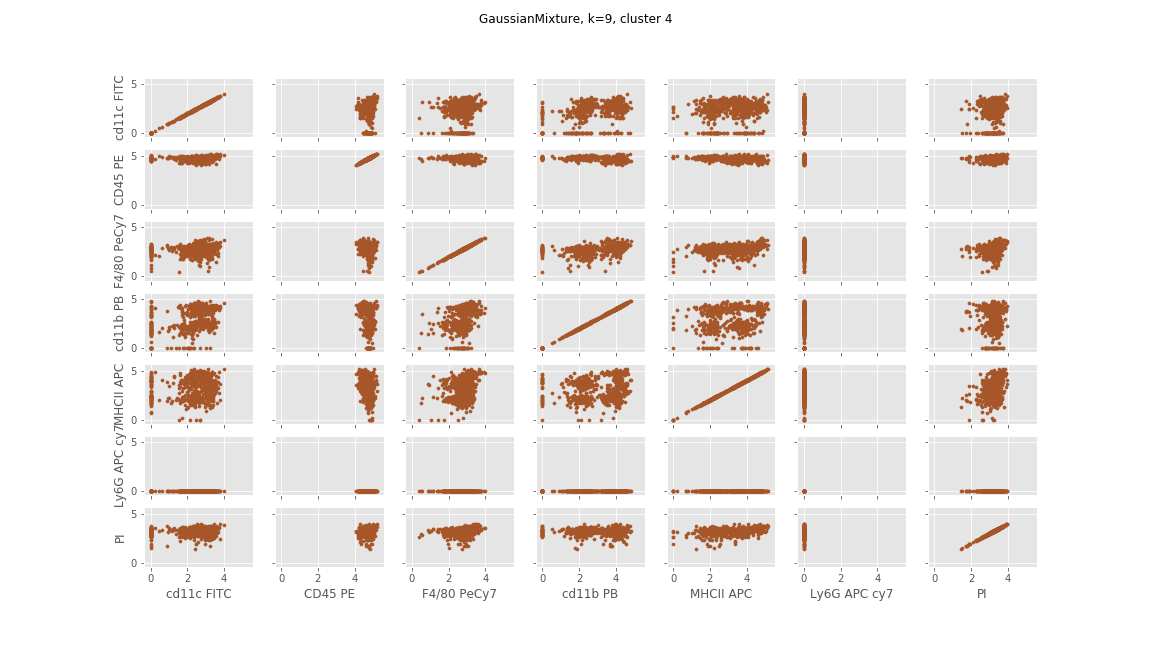 GaussianMixture, k=9, cluster 4
cd11c FITC
5
0
CD45 PE
5
0
F4/80 PeCy7
5
0
cd11b PB
5
0
MHCII APC
5
0
Ly6G APC cy7
5
0
PI
5
0
0 2 4 0 2 4 0 2 4 0 2 4 0 2 4 0 2 4 0 2 4
cd11c FITC CD45 PE F4/80 PeCy7 cd11b PB MHCII APC Ly6G APC cy7 PI